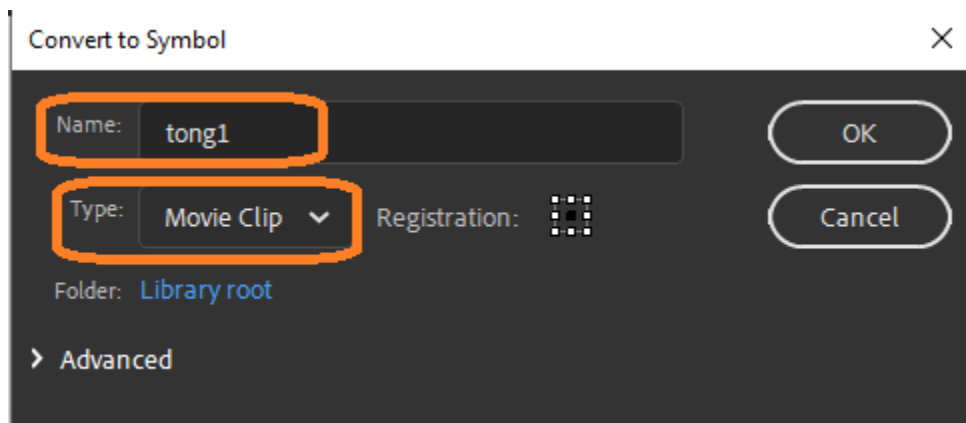 Convert to Symbol
Name: tong1
OK
Type: Movie Clip
Registration:
Cancel
Folder: Library root
Advanced